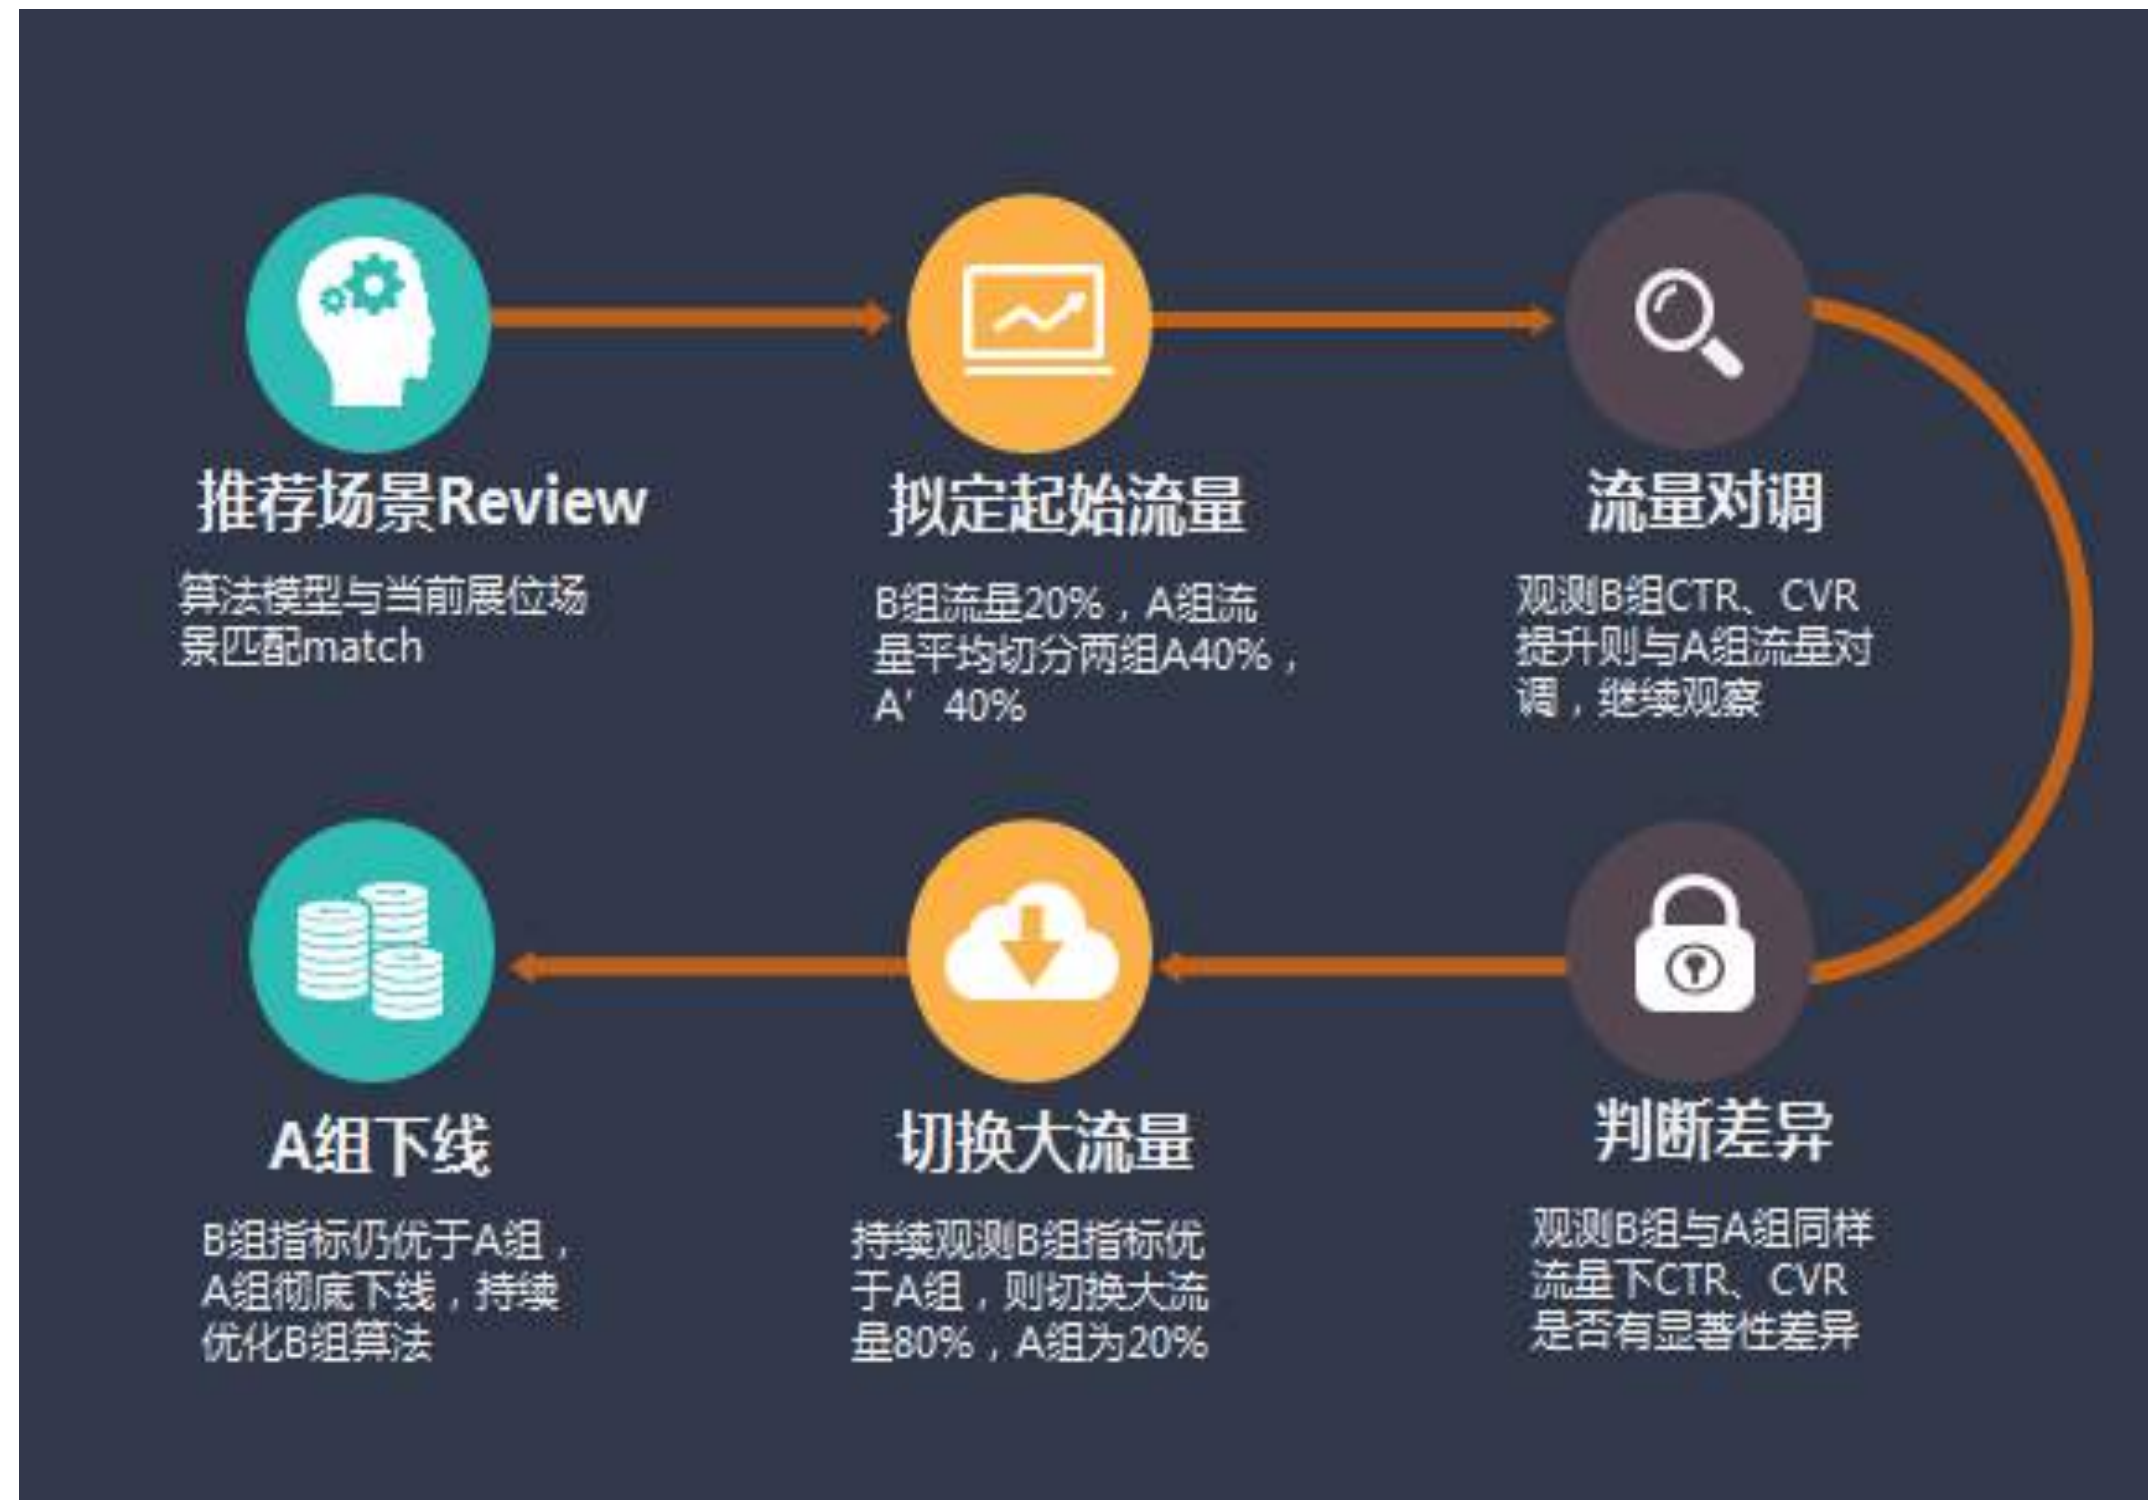 推荐场景Review
算法模型与当前展位场
景匹配match
拟定起始流量
B组流量20%，A组流
量平均切分两组A40%，
A' 40%
流量对调
观测B组CTR、CVR
提升则与A组流量对
调，继续观察
A组下线
B组指标仍优于A组，
A组彻底下线，持续
优化B组算法
切换大流量
持续观测B组指标优
于A组，则切换大流
量80%，A组为20%
判断差异
观测B组与A组同样
流量下CTR、CVR
是否有显著性差异